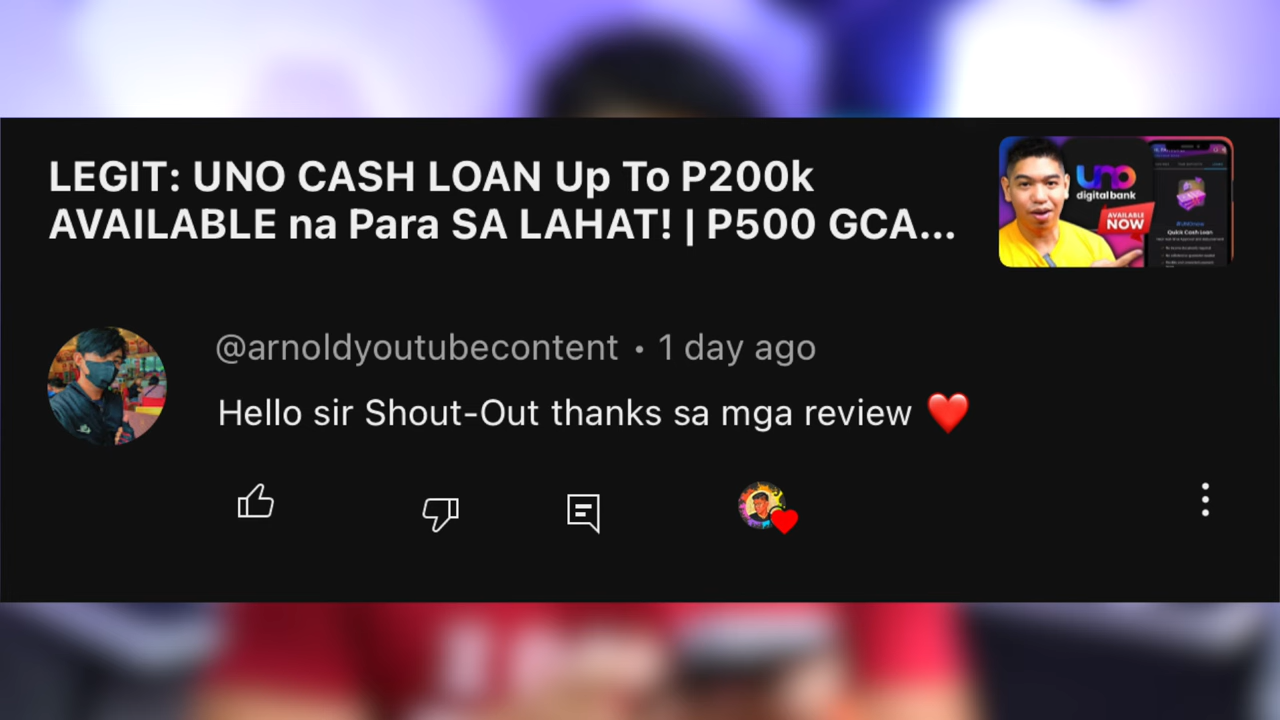 LEGIT: UNO CASH LOAN Up To P200k
AVAILABLE na Para SA LAHAT! | P500 GCA...
uno
digital bank
AVAILABLE
NOW
Quick Cash Loan
@arnoldyoutubecontent • 1 day ago
Hello sir Shout-Out thanks sa mga review ❤️